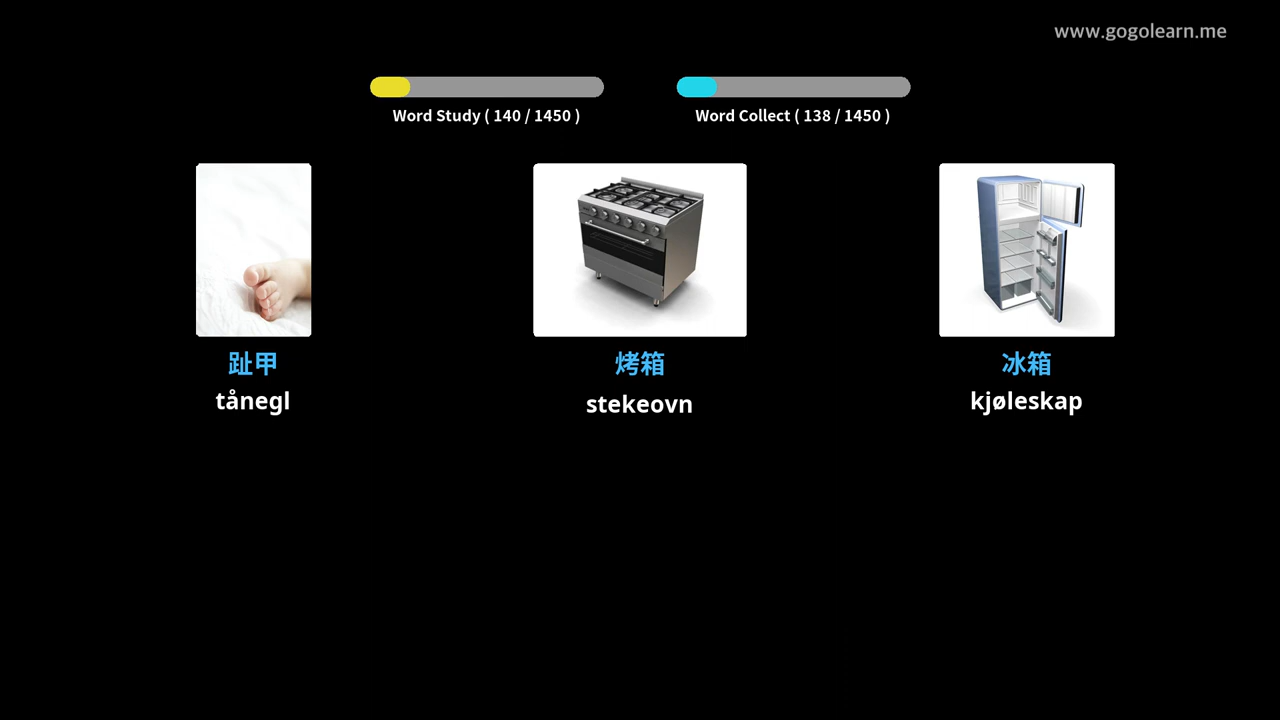 www.gogolearn.me
Word Study ( 140 / 1450 )
Word Collect ( 138 / 1450 )
趾甲
tånegl
烤箱
stekeovn
冰箱
kjøleskap